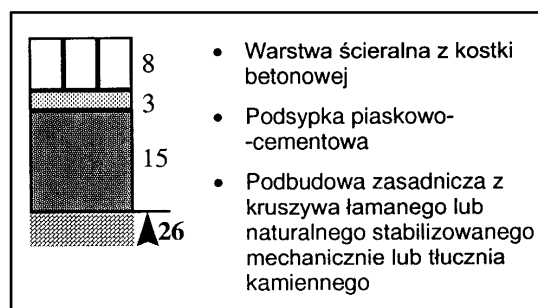 8
3
15
26
• Warstwa ścieralna z kostki
betonowej
• Podsypka piaskowo-
-cementowa
• Podbudowa zasadnicza z
kruszywa łamanego lub
naturalnego stabilizowanego
mechanicznie lub tłucznia
kamiennego